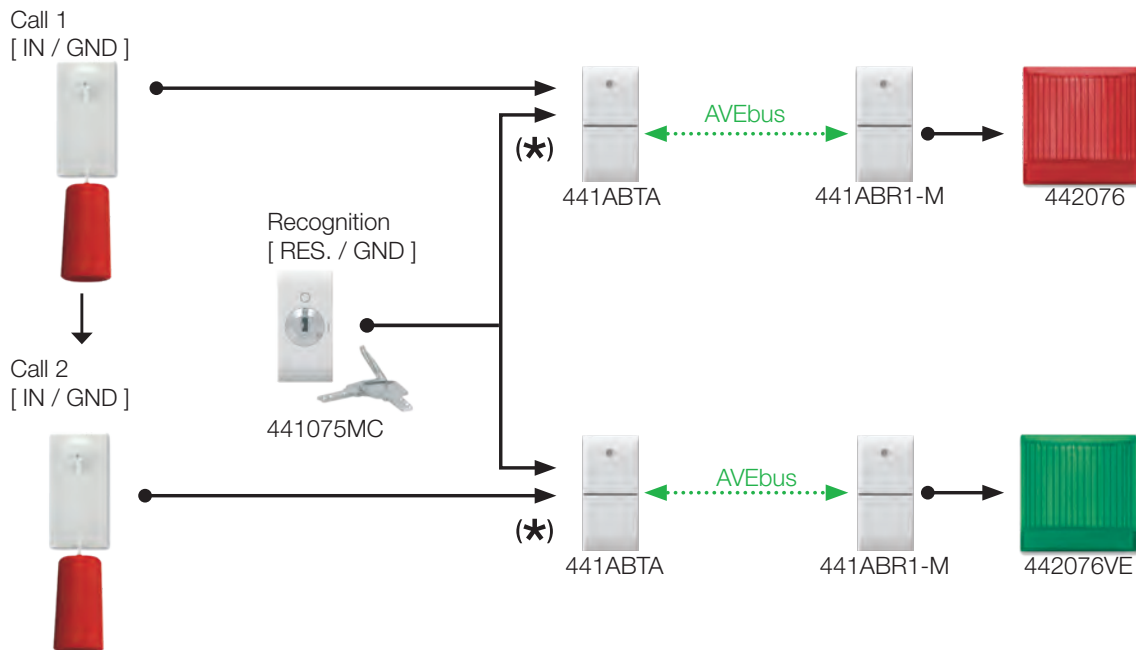 Call 1
[ IN / GND ]
AVEbus
(*)
441ABTA
441ABR1-M
442076
Recognition
[ RES. / GND ]
441075MC
Call 2
[ IN / GND ]
AVEbus
(*)
441ABTA
441ABR1-M
442076VE